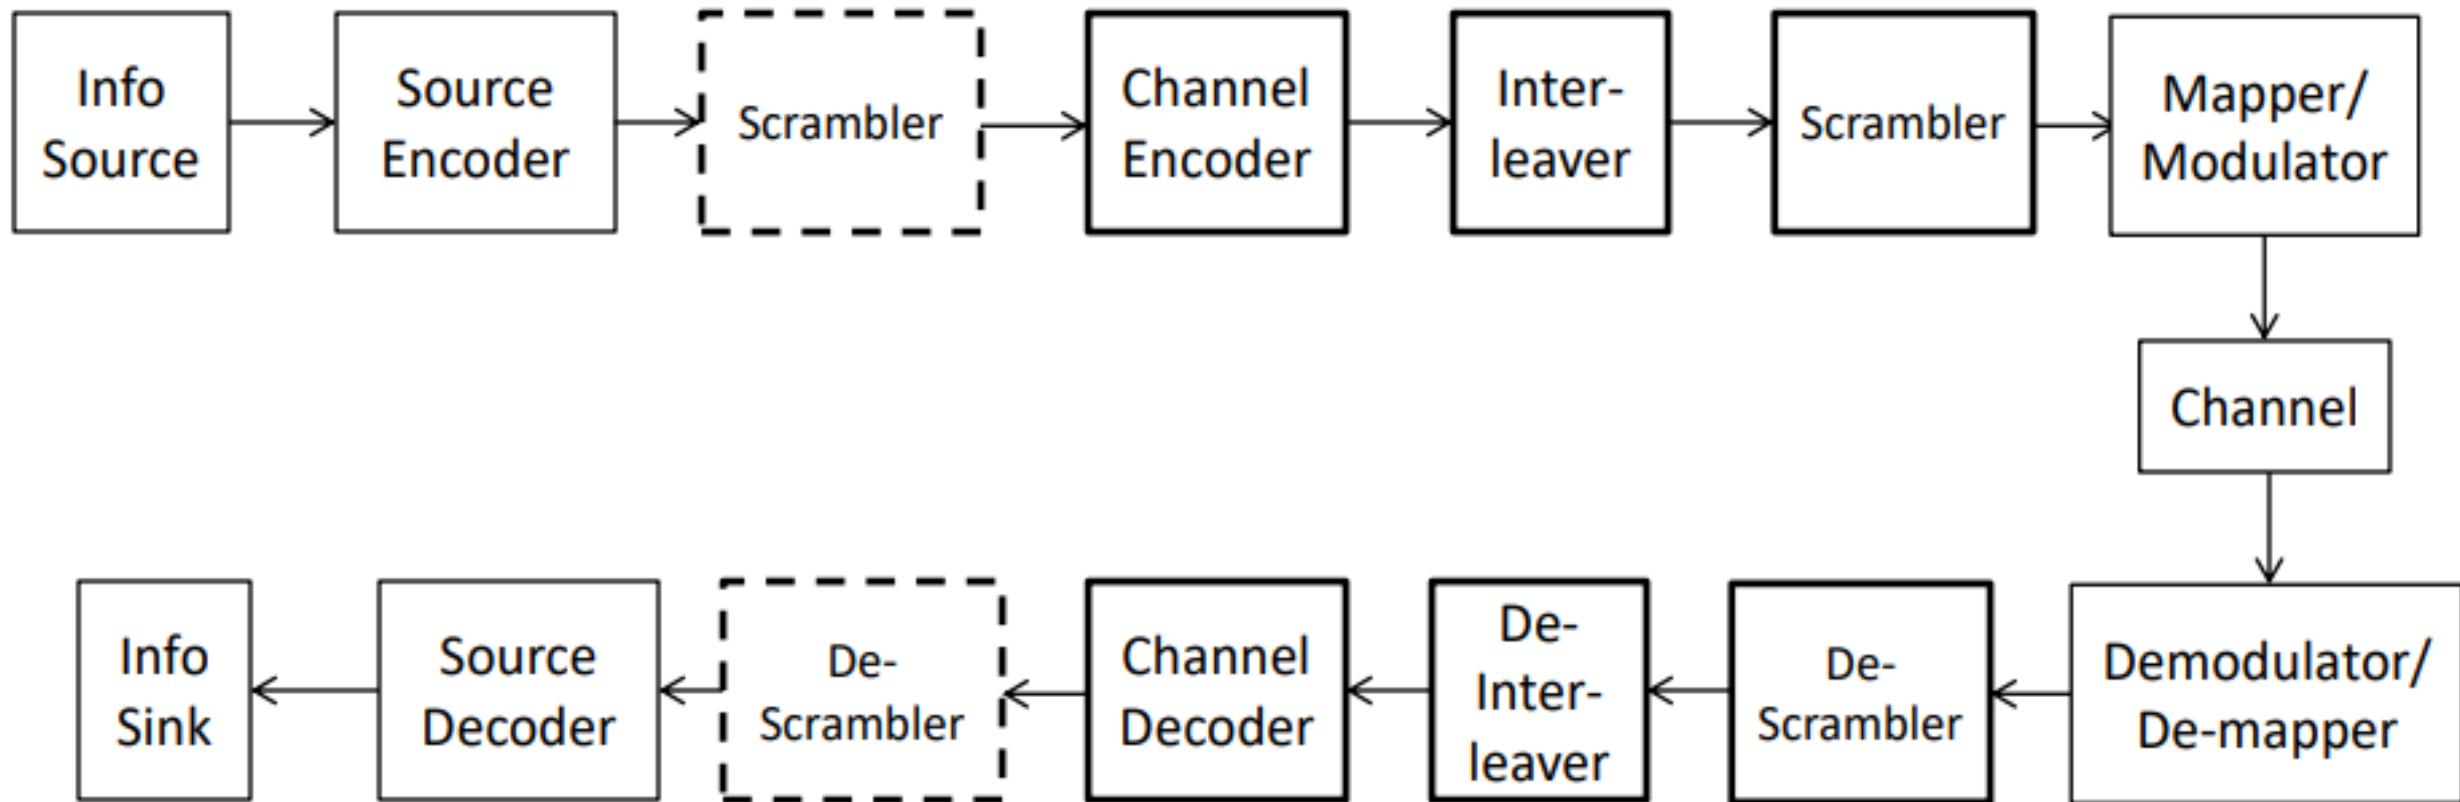 Info
Source
Source
Encoder
Scrambler
Channel
Encoder
Inter-
leaver
Scrambler
Mapper/
Modulator
Channel
Info
Sink
Source
Decoder
De-
Scrambler
Channel
Decoder
De-
Inter-
leaver
De-
Scrambler
Demodulator/
De-mapper